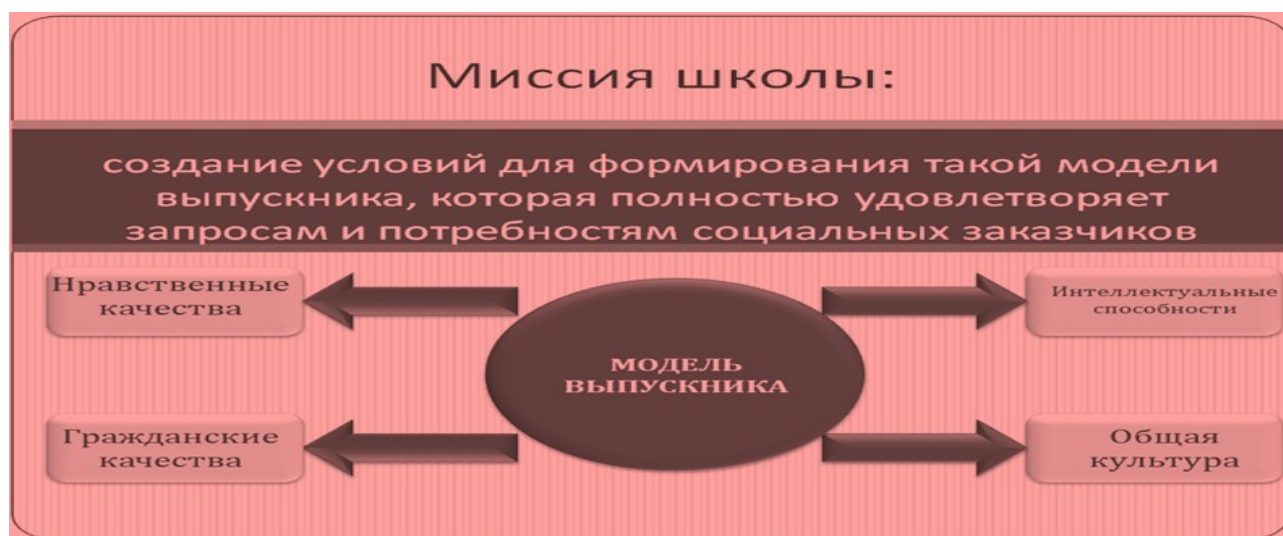 Миссия школы:
создание условий для формирования такой модели
выпускника, которая полностью удовлетворяет
запросам и потребностям социальных заказчиков
Нравственные
качества
Интеллектуальные
способности
МОДЕЛЬ
ВЫПУСКНИКА
Гражданские
качества
Общая
культура